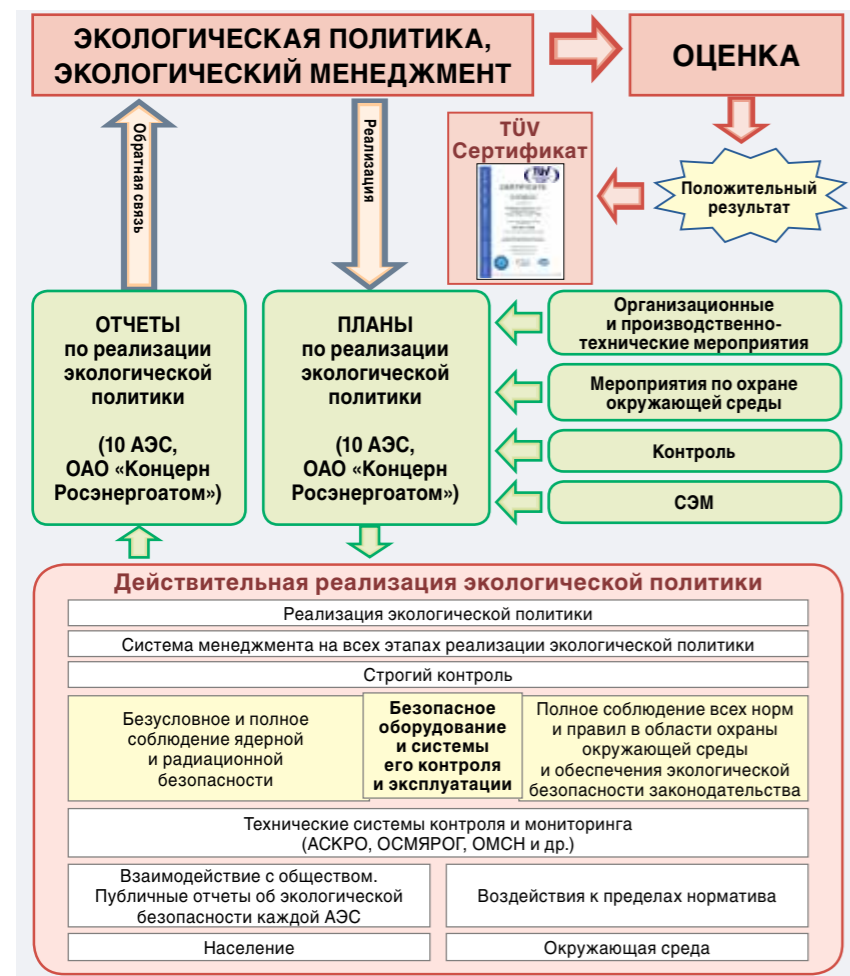 ЭКОЛОГИЧЕСКАЯ ПОЛИТИКА,
ЭКОЛОГИЧЕСКИЙ МЕНЕДЖМЕНТ
ОЦЕНКА
Обратная связь
Реализация
TÜV
Сертификат
TÜV
CERTIFICATE
Положительный
результат
ОТЧЕТЫ
по реализации
экологической
политики
(10 АЭС,
ОАО «Концерн
Росэнергоатом»)
ПЛАНЫ
по реализации
экологической
политики
(10 АЭС,
ОАО «Концерн
Росэнергоатом»)
Организационные
и производственно-
технические мероприятия
Мероприятия по охране
окружающей среды
Контроль
СЭМ
Действительная реализация экологической политики
Реализация экологической политики
Система менеджмента на всех этапах реализации экологической политики
Строгий контроль
Безусловное и полное
соблюдение ядерной
и радиационной
безопасности
Безопасное
оборудование
и системы
его контроля
и эксплуатации
Полное соблюдение всех норм
и правил в области охраны
окружающей среды
и обеспечения экологической
безопасности законодательства
Технические системы контроля и мониторинга
(АСКРО, ОСМЯРОГ, ОМСН и др.)
Взаимодействие с обществом.
Публичные отчеты об экологической
безопасности каждой АЭС
Воздействия к пределах норматива
Население
Окружающая среда